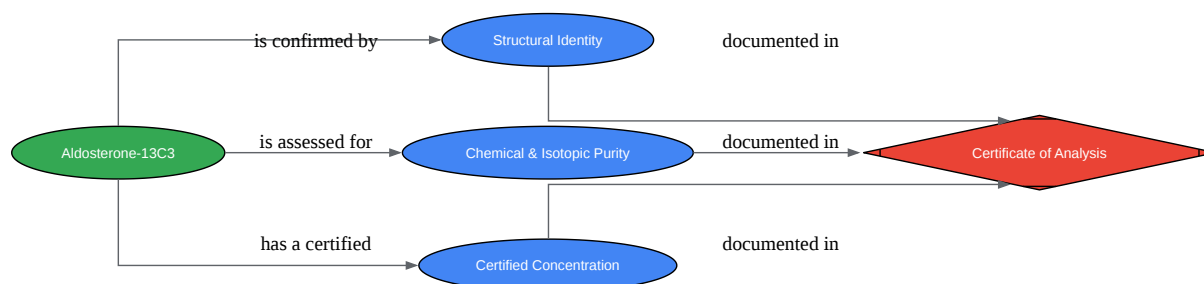 is confirmed by
Structural Identity
documented in
Aldosterone-13C3
is assessed for
Chemical & Isotopic Purity
documented in
Certificate of Analysis
has a certified
Certified Concentration
documented in